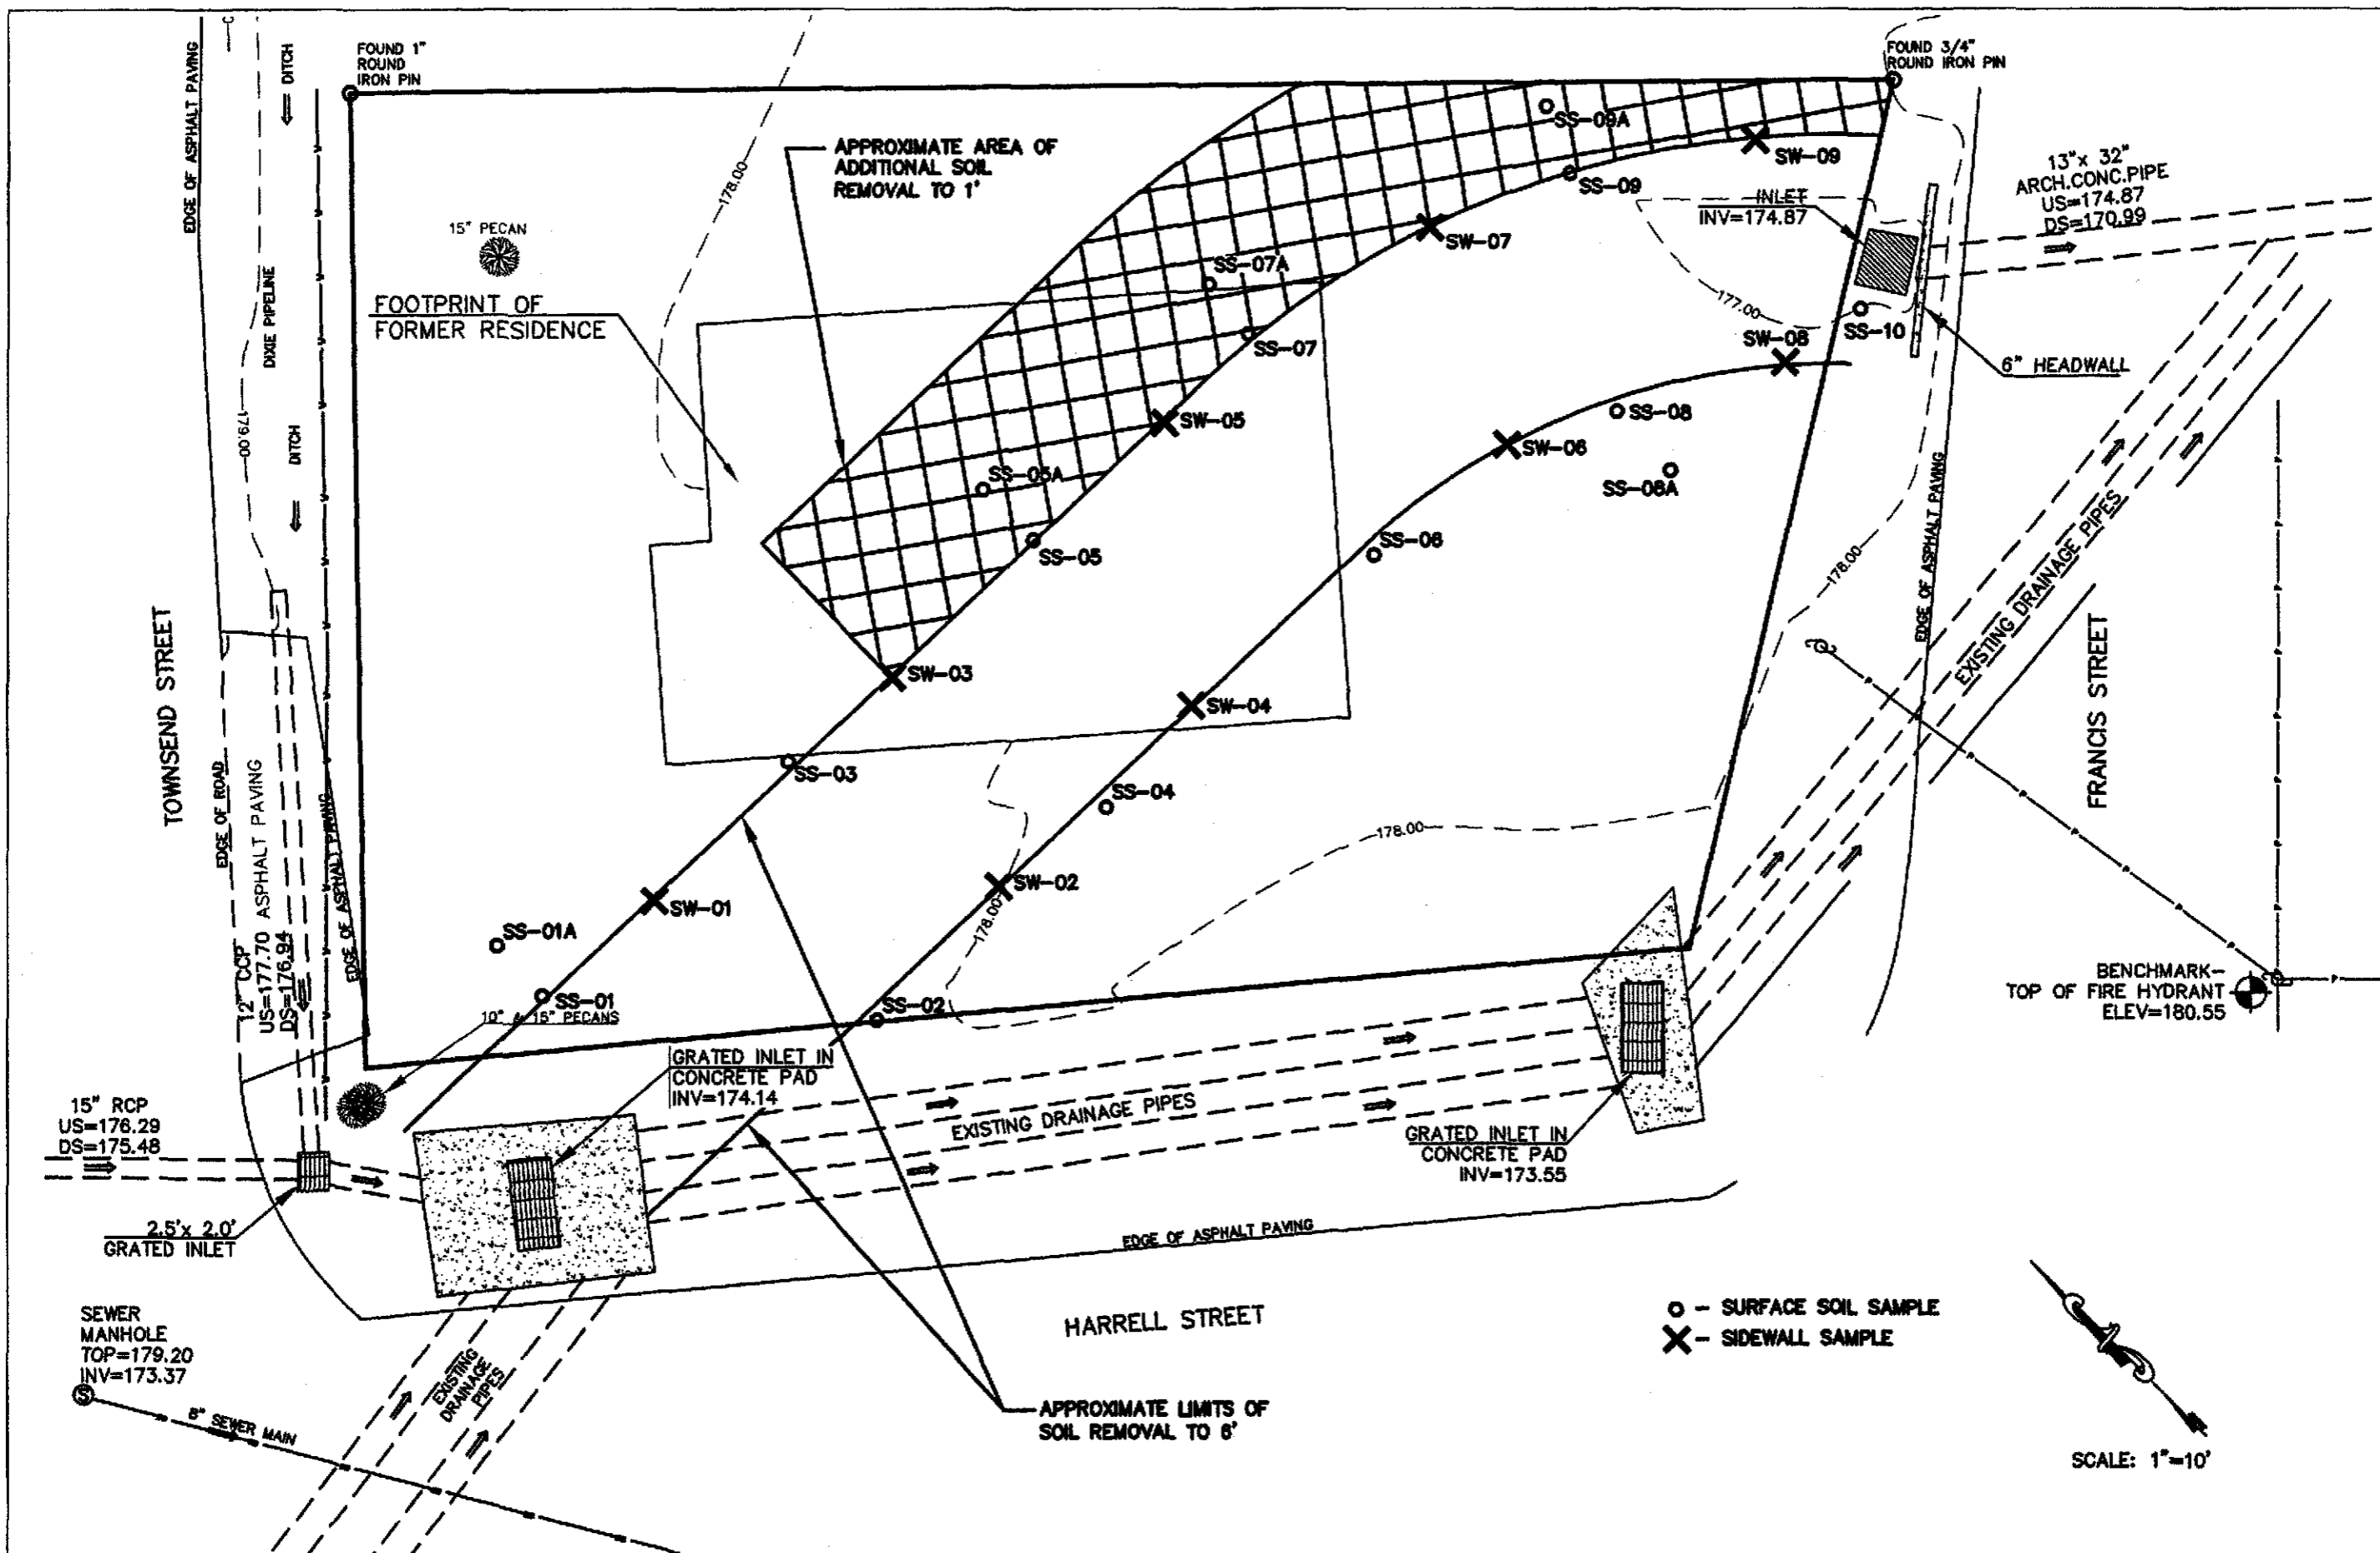 EDGE OF ASPHALT PAVING
DITCH
FOUND 1"
ROUND
IRON PIN
FOUND 3/4"
ROUND IRON PIN
APPROXIMATE AREA OF
ADDITIONAL SOIL
REMOVAL TO 1'
178.00
SS-09A
SW-09
SS-09
13"x 32"
ARCH.CONC.PIPE
US=174.87
DS=170.99
INLET
INV=174.87
15" PECAN
SW-07
SS-07A
DIXIE PIPELINE
FOOTPRINT OF
FORMER RESIDENCE
177.00
SS-10
SS-07
SW-08
6" HEADWALL
179.00
DITCH
SW-05
SS-08
SW-06
SS-05A
SS-08A
EDGE OF ASPHALT PAVING
EXISTING DRAINAGE PIPES
SS-05
SS-06
178.00
TOWNSEND STREET
FRANCIS STREET
SW-03
SW-04
SS-03
SS-04
178.00
EDGE OF ROAD
12" CCP
US=177.70
DS=176.94
ASPHALT PAVING
EDGE OF ASPHALT PAVING
SW-01
SW-02
178.00
SS-01A
SS-01
10" & 15" PECANS
SS-02
BENCHMARK-
TOP OF FIRE HYDRANT
ELEV=180.55
GRATED INLET IN
CONCRETE PAD
INV=174.14
15" RCP
US=176.29
DS=175.48
EXISTING DRAINAGE PIPES
GRATED INLET IN
CONCRETE PAD
INV=173.55
2.5'x 2.0'
GRATED INLET
EDGE OF ASPHALT PAVING
HARRELL STREET
SEWER
MANHOLE
TOP=179.20
INV=173.37
S
8" SEWER MAIN
EXISTING
DRAINAGE
PIPES
APPROXIMATE LIMITS OF
SOIL REMOVAL TO 6'
O - SURFACE SOIL SAMPLE
X - SIDEWALL SAMPLE
SCALE: 1"=10'